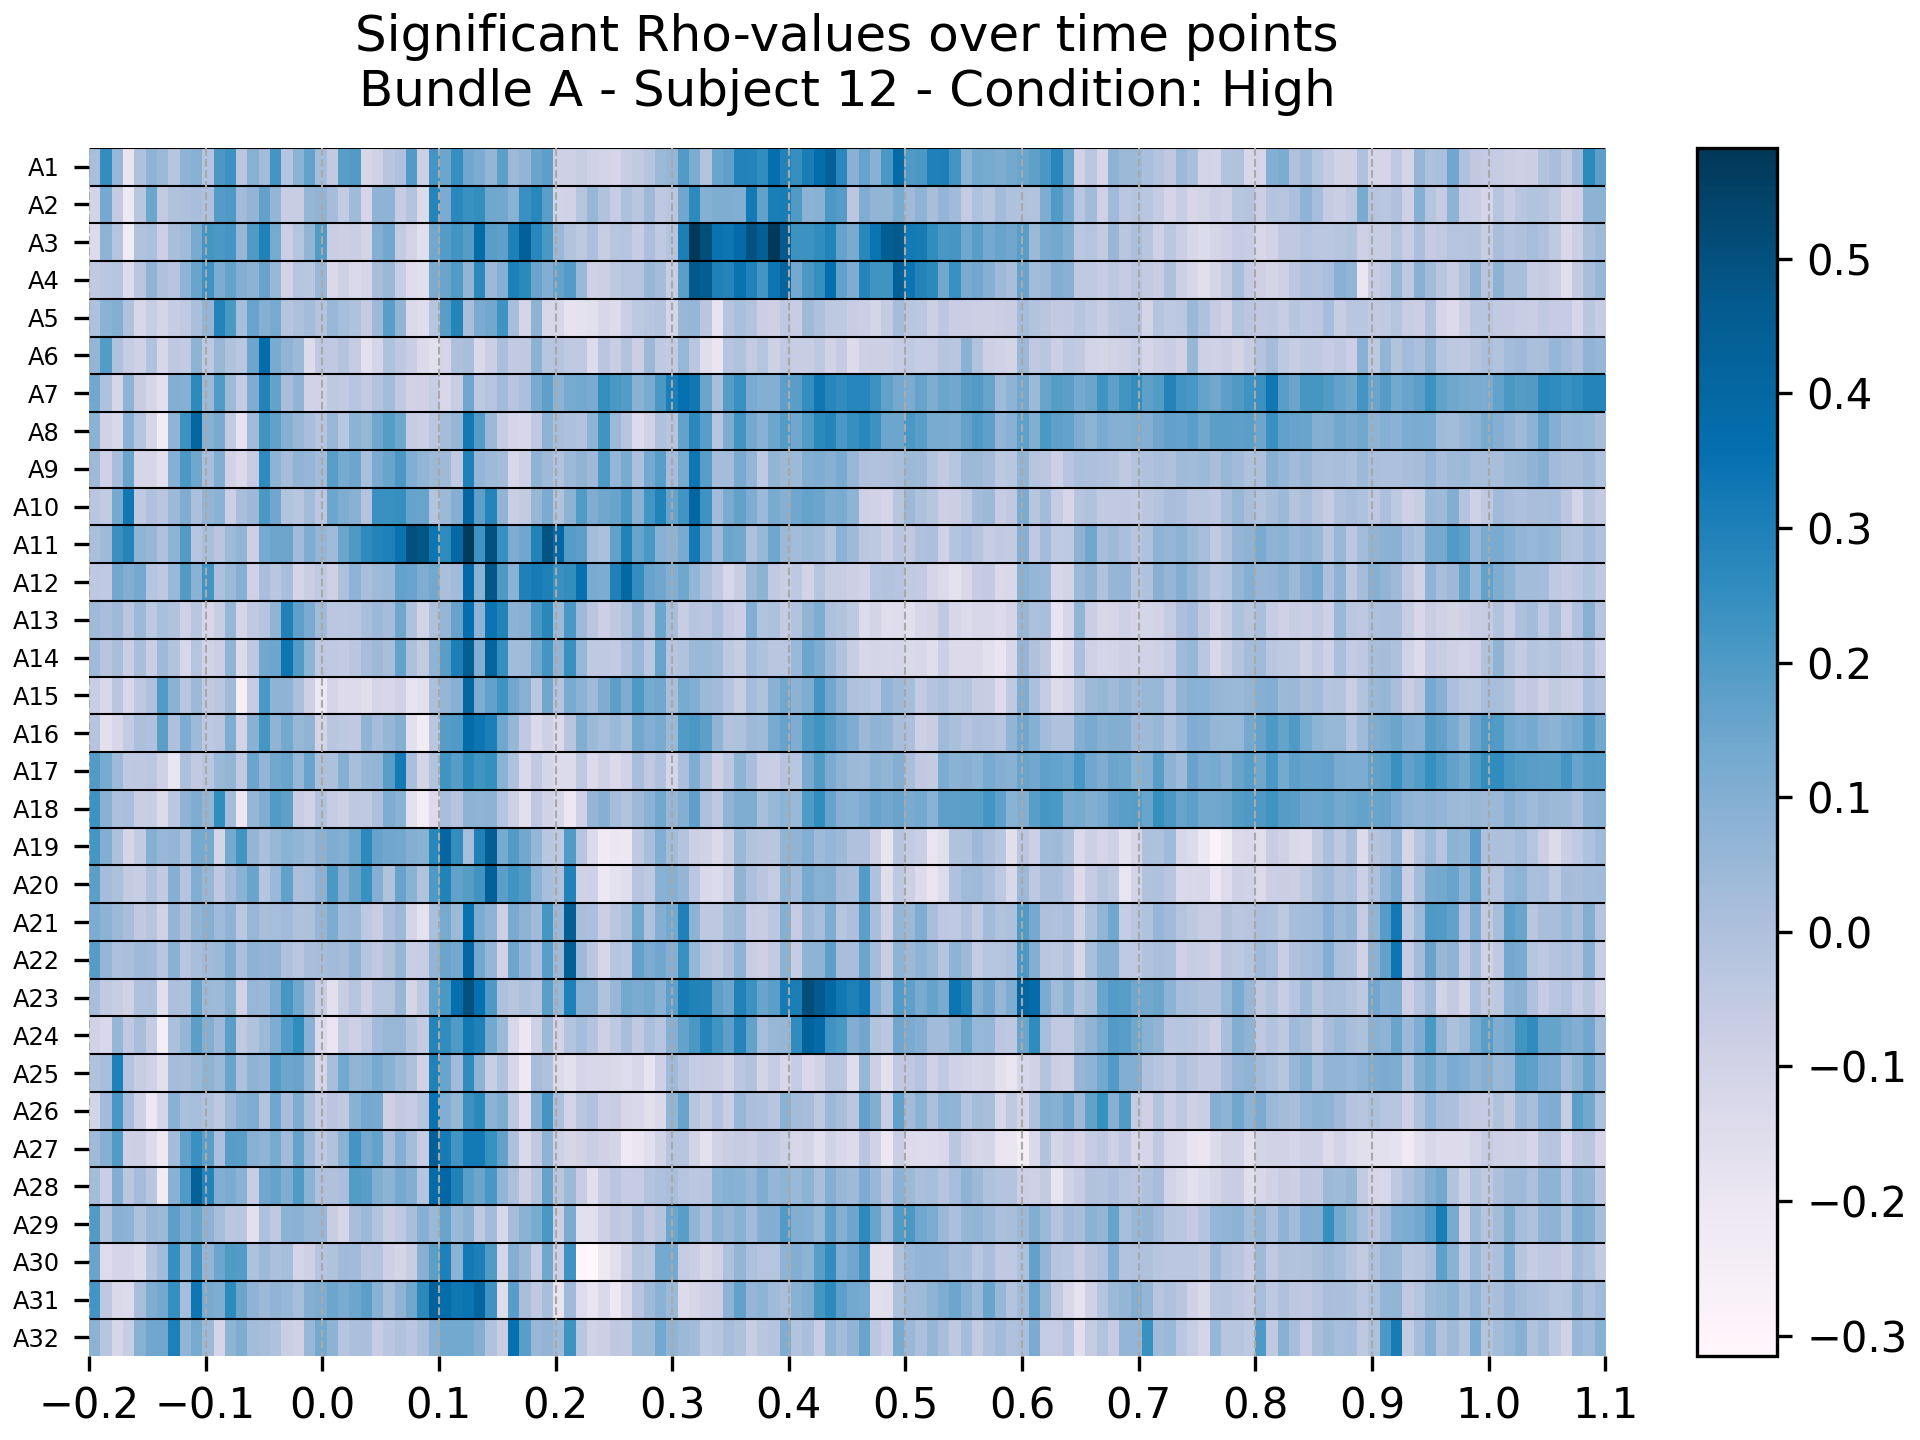 Significant Rho-values over time points
Bundle A - Subject 12 - Condition: High
A1
A2
A3
A4
A5
A6
A7
A8
A9
A10
A11
A12
A13
A14
A15
A16
A17
A18
A19
A20
A21
A22
A23
A24
A25
A26
A27
A28
A29
A30
A31
A32
−0.2 −0.1 0.0 0.1 0.2 0.3 0.4 0.5 0.6 0.7 0.8 0.9 1.0 1.1
0.5
0.4
0.3
0.2
0.1
0.0
−0.1
−0.2
−0.3